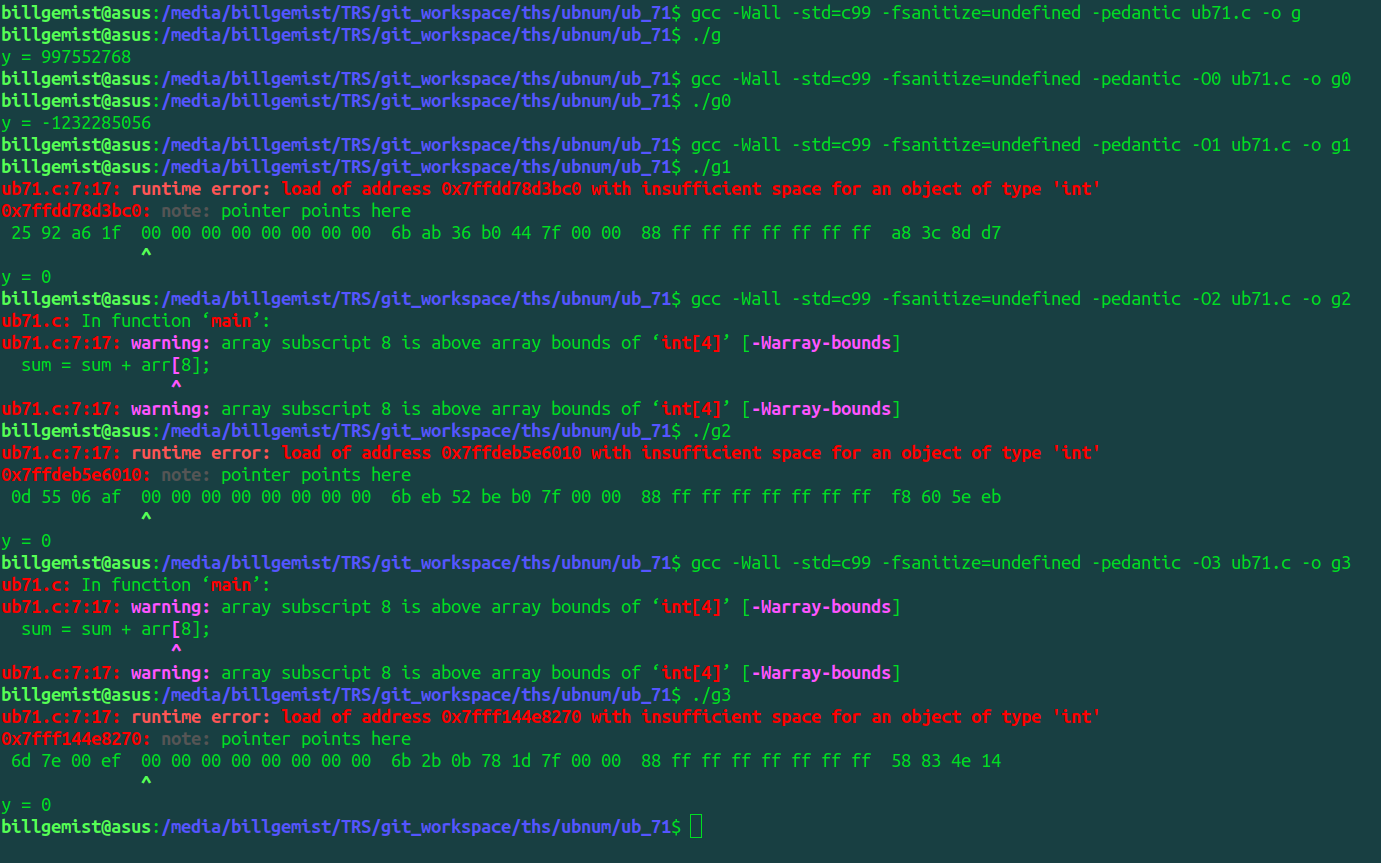 billgemist@asus:/media/billgemist/TRS/git_workspace/ths/ubnum/ub_71$ gcc -Wall -std=c99 -fsanitize=undefined -pedantic ub71.c -o g
billgemist@asus:/media/billgemist/TRS/git_workspace/ths/ubnum/ub_71$ ./g
y = 997552768
billgemist@asus:/media/billgemist/TRS/git_workspace/ths/ubnum/ub_71$ gcc -Wall -std=c99 -fsanitize=undefined -pedantic -O0 ub71.c -o g0
billgemist@asus:/media/billgemist/TRS/git_workspace/ths/ubnum/ub_71$ ./g0
y = -1232285056
billgemist@asus:/media/billgemist/TRS/git_workspace/ths/ubnum/ub_71$ gcc -Wall -std=c99 -fsanitize=undefined -pedantic -O1 ub71.c -o g1
billgemist@asus:/media/billgemist/TRS/git_workspace/ths/ubnum/ub_71$ ./g1
ub71.c:7:17: runtime error: load of address 0x7ffdd78d3bc0 with insufficient space for an object of type 'int'
0x7ffdd78d3bc0: note: pointer points here
 25 92 a6 1f  00 00 00 00 00 00 00 00  6b ab 36 b0 44 7f 00 00  88 ff ff ff ff ff ff ff  a8 3c 8d d7
              ^
y = 0
billgemist@asus:/media/billgemist/TRS/git_workspace/ths/ubnum/ub_71$ gcc -Wall -std=c99 -fsanitize=undefined -pedantic -O2 ub71.c -o g2
ub71.c: In function ‘main’:
ub71.c:7:17: warning: array subscript 8 is above array bounds of ‘int[4]’ [-Warray-bounds]
  sum = sum + arr[8];
                 ^
ub71.c:7:17: warning: array subscript 8 is above array bounds of ‘int[4]’ [-Warray-bounds]
billgemist@asus:/media/billgemist/TRS/git_workspace/ths/ubnum/ub_71$ ./g2
ub71.c:7:17: runtime error: load of address 0x7ffdeb5e6010 with insufficient space for an object of type 'int'
0x7ffdeb5e6010: note: pointer points here
 0d 55 06 af  00 00 00 00 00 00 00 00  6b eb 52 be b0 7f 00 00  88 ff ff ff ff ff ff ff  f8 60 5e eb
              ^
y = 0
billgemist@asus:/media/billgemist/TRS/git_workspace/ths/ubnum/ub_71$ gcc -Wall -std=c99 -fsanitize=undefined -pedantic -O3 ub71.c -o g3
ub71.c: In function ‘main’:
ub71.c:7:17: warning: array subscript 8 is above array bounds of ‘int[4]’ [-Warray-bounds]
  sum = sum + arr[8];
                 ^
ub71.c:7:17: warning: array subscript 8 is above array bounds of ‘int[4]’ [-Warray-bounds]
billgemist@asus:/media/billgemist/TRS/git_workspace/ths/ubnum/ub_71$ ./g3
ub71.c:7:17: runtime error: load of address 0x7fff144e8270 with insufficient space for an object of type 'int'
0x7fff144e8270: note: pointer points here
 6d 7e 00 ef  00 00 00 00 00 00 00 00  6b 2b 0b 78 1d 7f 00 00  88 ff ff ff ff ff ff ff  58 83 4e 14
              ^
y = 0
billgemist@asus:/media/billgemist/TRS/git_workspace/ths/ubnum/ub_71$